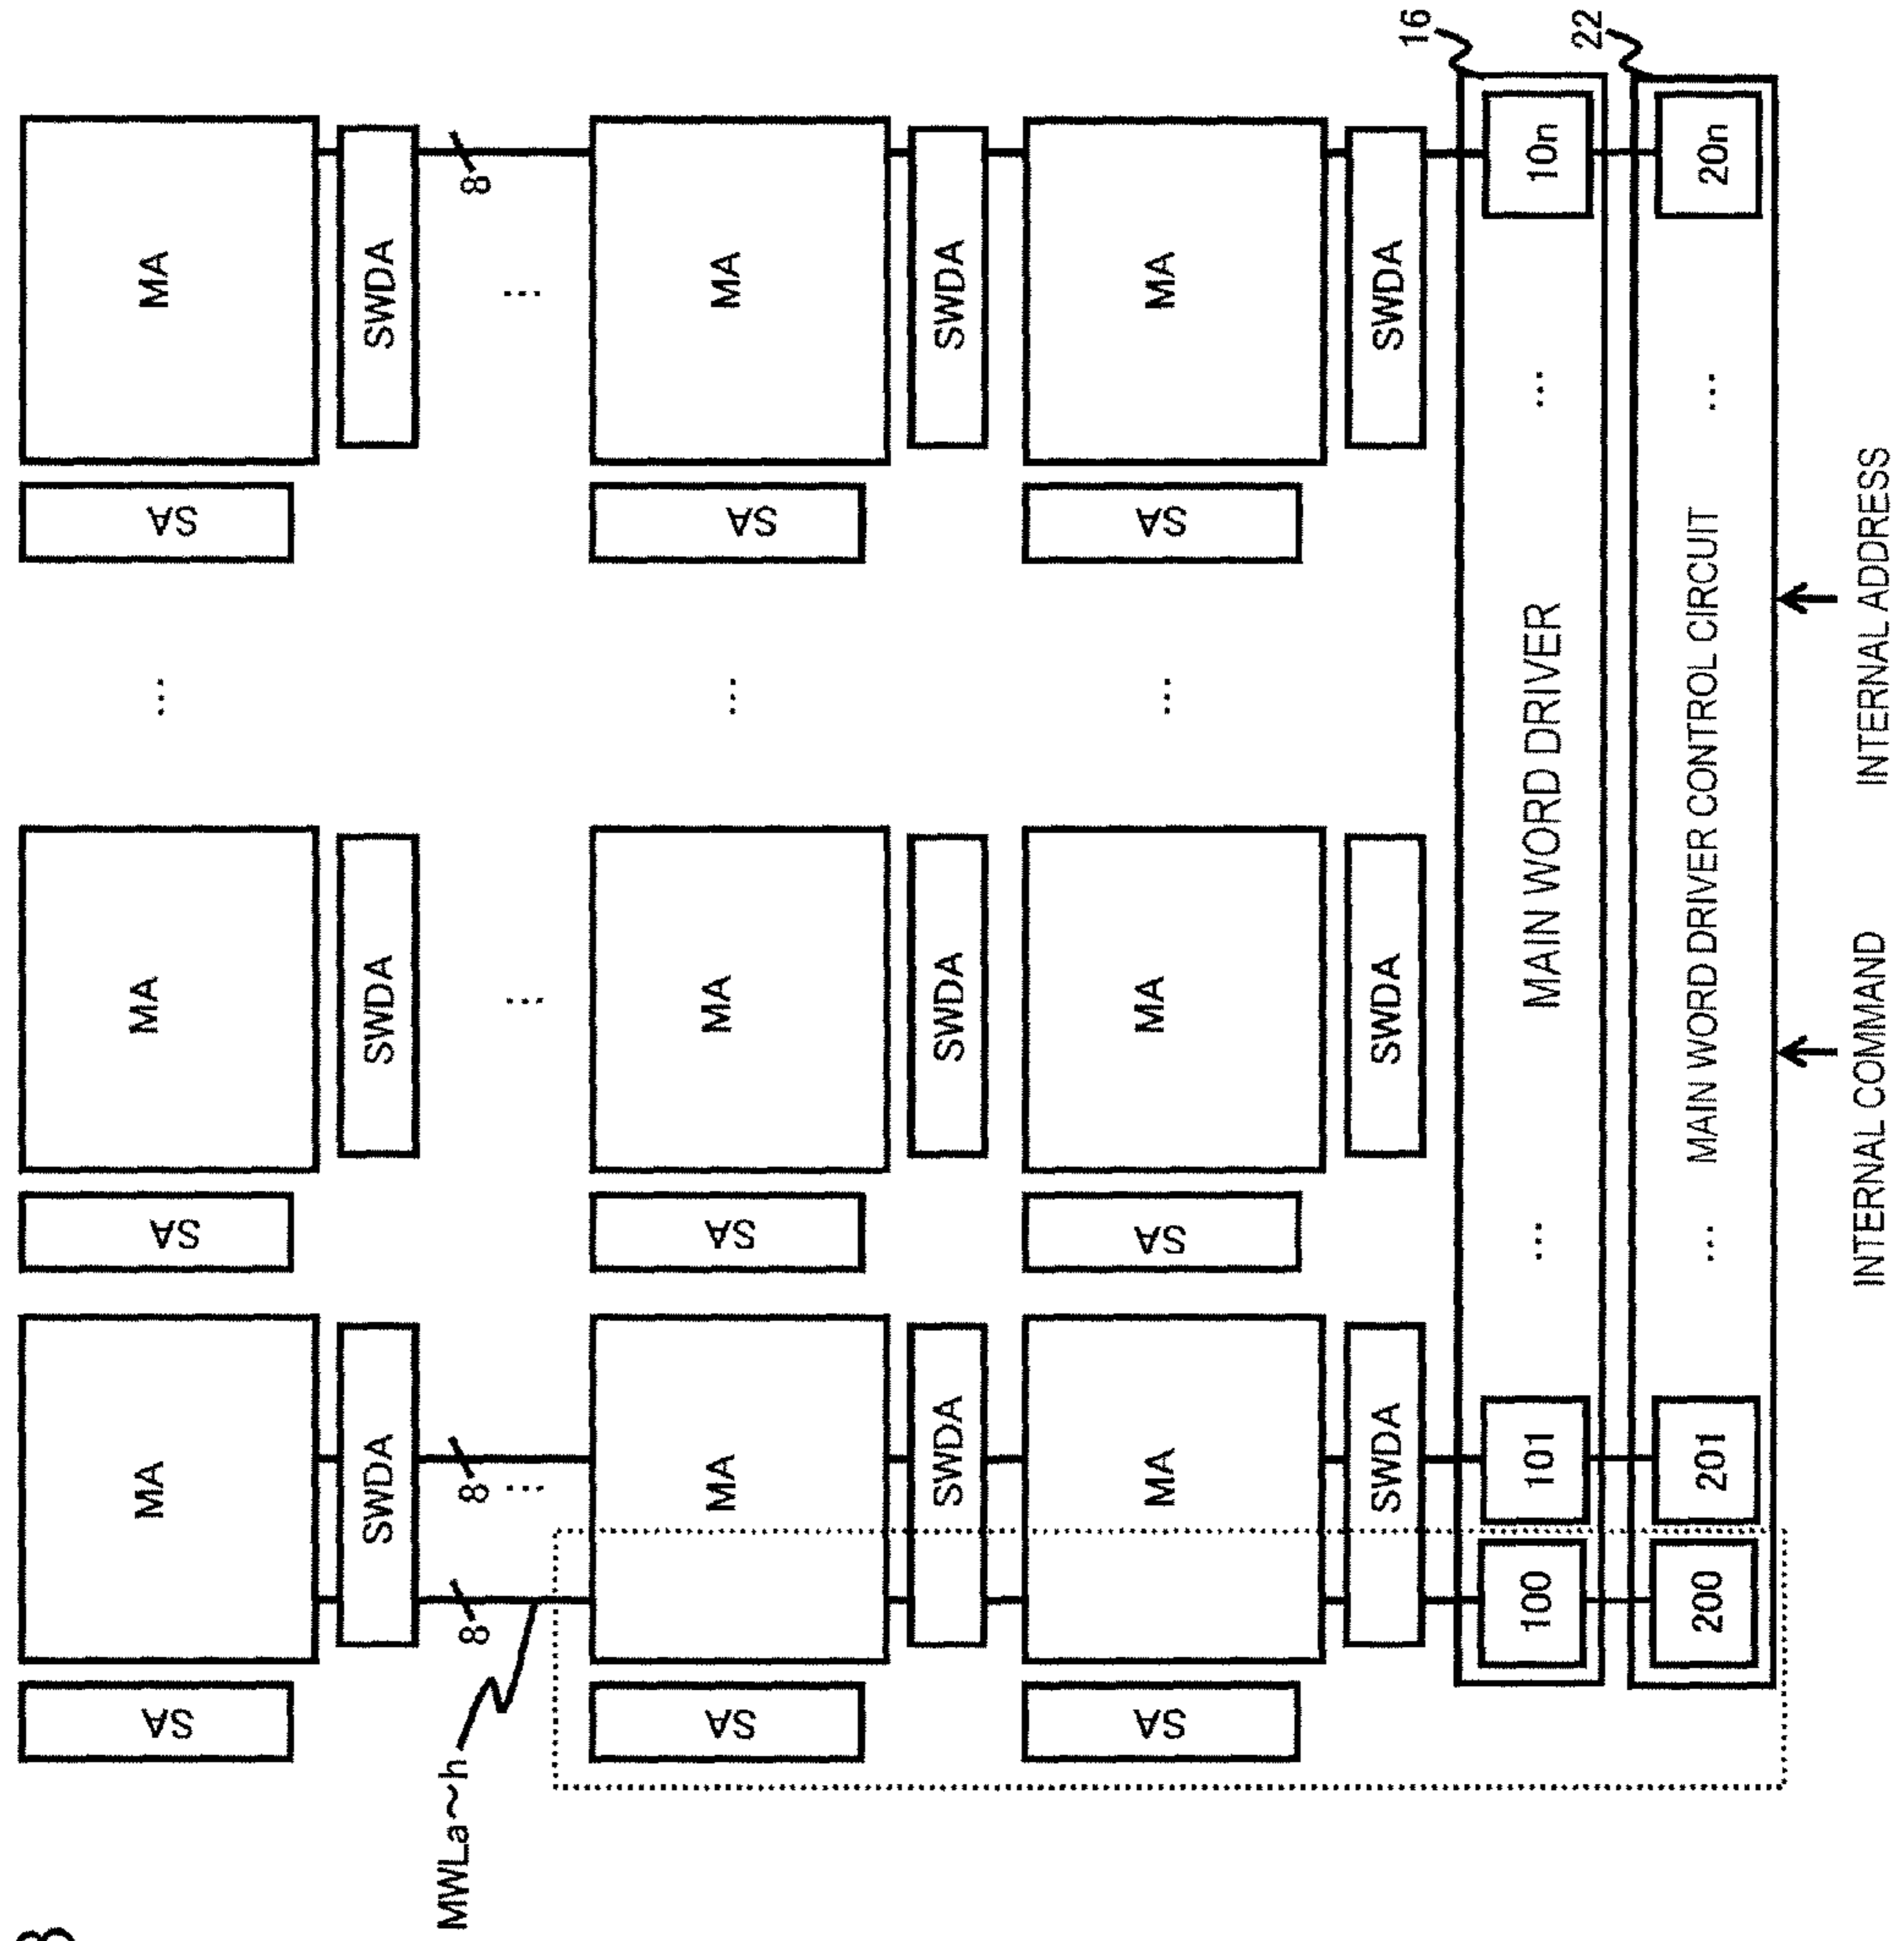 SA MA SA MA ... SA MA
SWDA SWDA SWDA
MWLa~h 8 8 8
... ... ...
SA MA SA MA ... SA MA
SWDA SWDA SWDA
SA MA SA MA ... SA MA
SWDA SWDA SWDA
16
100 101 ... MAIN WORD DRIVER ... 10n
22
200 201 ... MAIN WORD DRIVER CONTROL CIRCUIT ... 20n
INTERNAL COMMAND INTERNAL ADDRESS